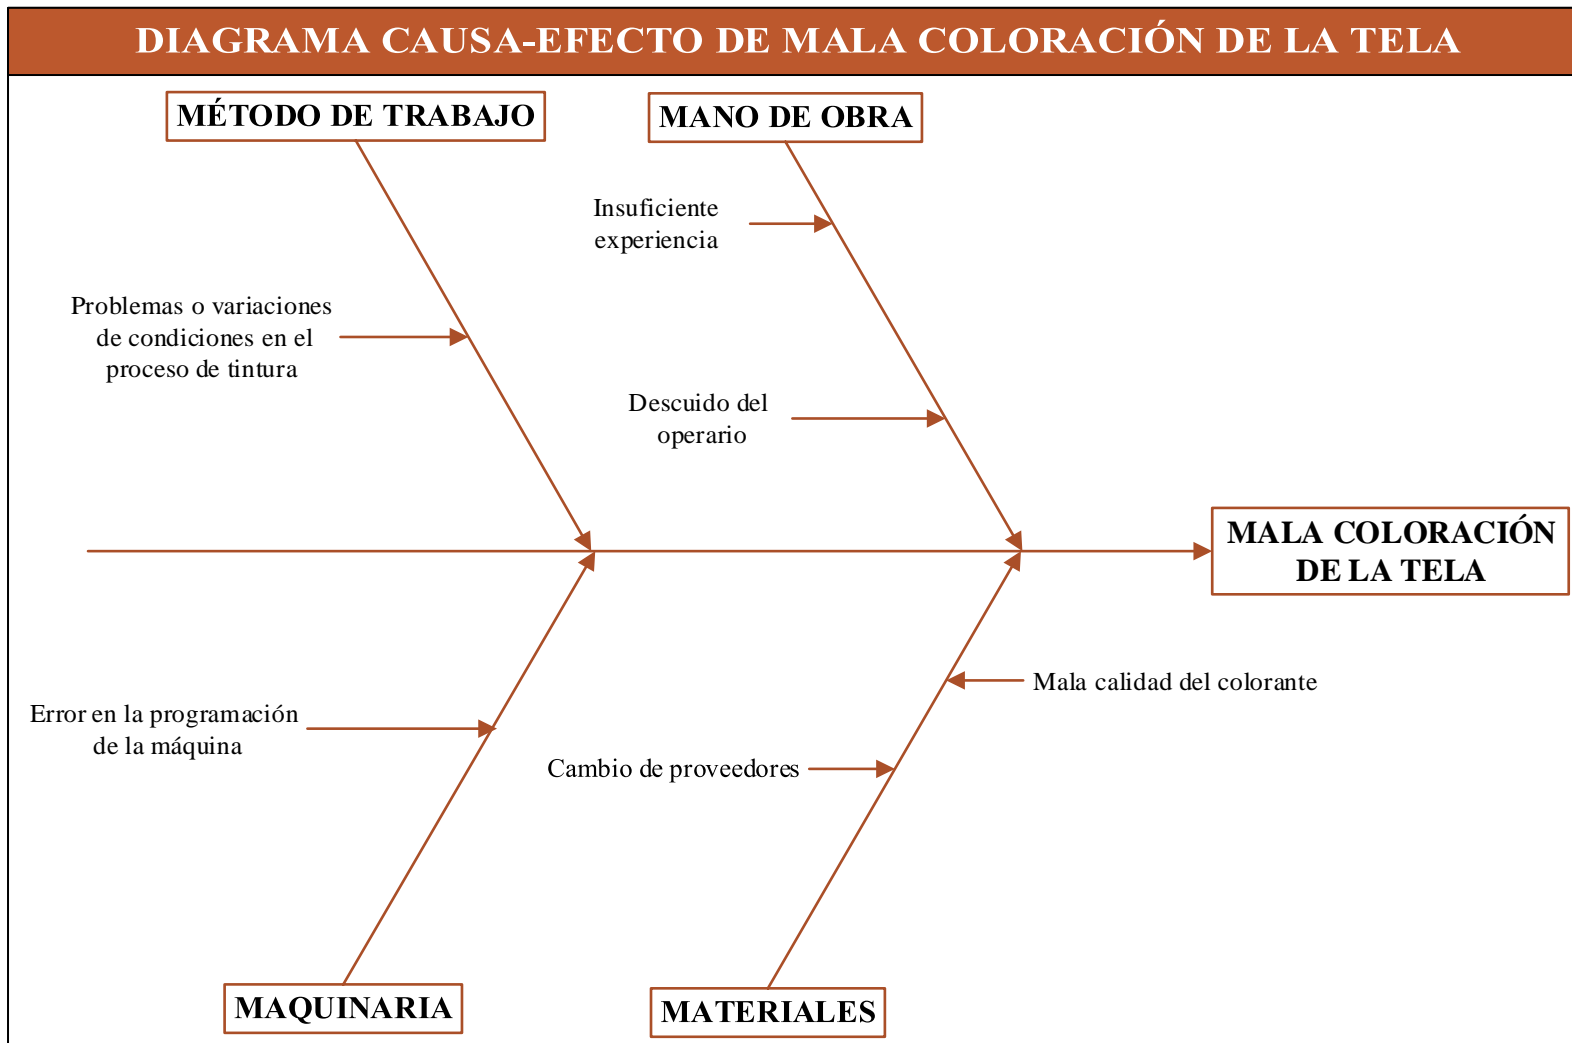 DIAGRAMA CAUSA-EFECTO DE MALA COLORACIÓN DE LA TELA
MÉTODO DE TRABAJO
MANO DE OBRA
Insuficiente
experiencia
Problemas o variaciones
de condiciones en el
proceso de tintura
Descuido del
operario
MALA COLORACIÓN
DE LA TELA
Mala calidad del colorante
Error en la programación
de la máquina
Cambio de proveedores
MAQUINARIA
MATERIALES